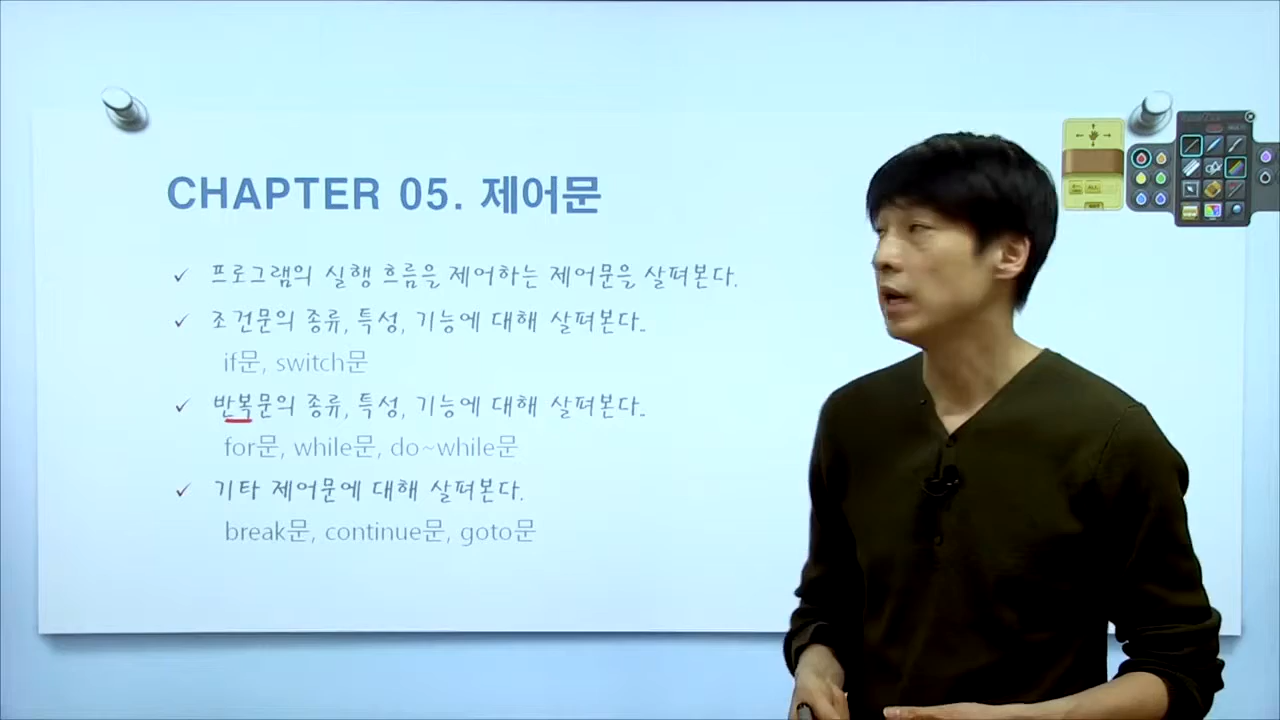 CHAPTER 05. 제어문
✓ 프로그램의 실행 흐름을 제어하는 제어문을 살펴본다.
✓ 조건문의 종류, 특성, 기능에 대해 살펴본다.
if문, switch문
✓ 반복문의 종류, 특성, 기능에 대해 살펴본다.
for문, while문, do~while문
✓ 기타 제어문에 대해 살펴본다.
break문, continue문, goto문
ALL